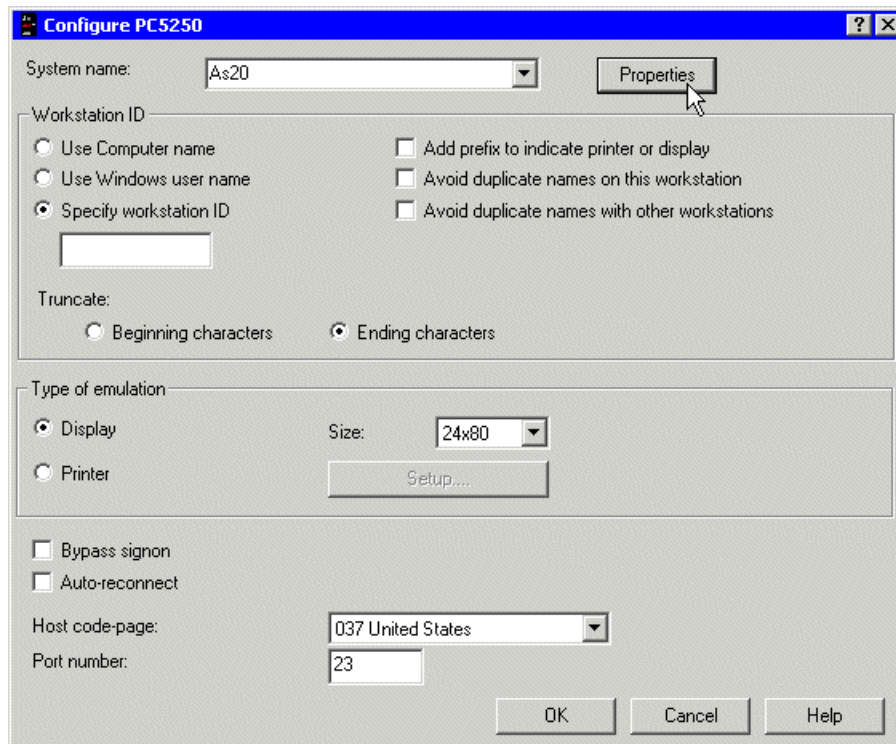 Configure PC5250
System name: As20 Properties
Workstation ID
Use Computer name Add prefix to indicate printer or display
Use Windows user name Avoid duplicate names on this workstation
Specify workstation ID Avoid duplicate names with other workstations
Truncate:
Beginning characters Ending characters
Type of emulation
Display Size: 24x80
Printer Setup....
Bypass signon
Auto-reconnect
Host code-page: 037 United States
Port number: 23
OK Cancel Help